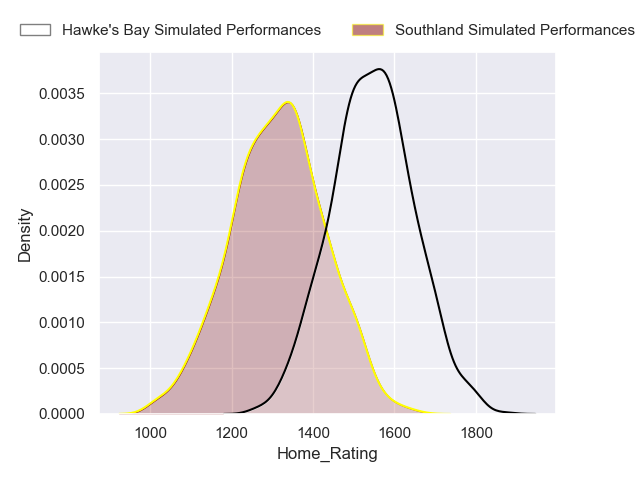 Hawke's Bay Simulated Performances
Southland Simulated Performances
0.0035
0.0030
0.0025
0.0020
0.0015
0.0010
0.0005
0.0000
Density
1000 1200 1400 1600 1800
Home_Rating